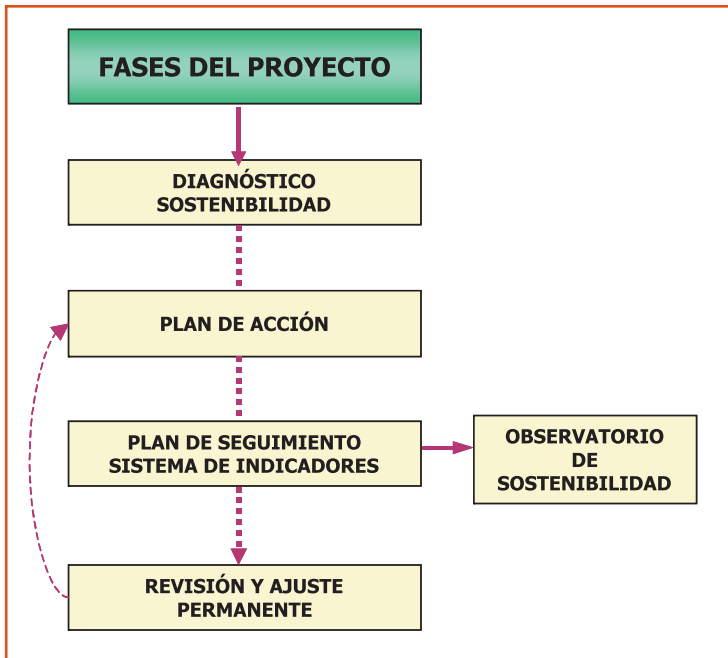 FASES DEL PROYECTO
DIAGNÓSTICO
SOSTENIBILIDAD
PLAN DE ACCIÓN
PLAN DE SEGUIMIENTO
SISTEMA DE INDICADORES
OBSERVATORIO
DE
SOSTENIBILIDAD
REVISIÓN Y AJUSTE
PERMANENTE